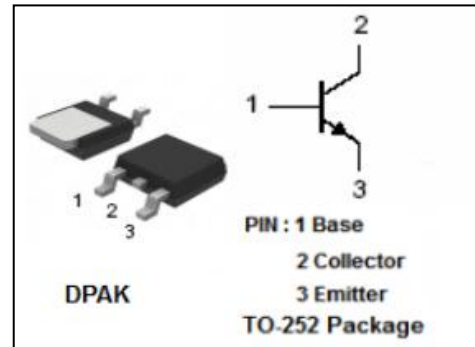 2
1
3
1
2
3
DPAK
PIN : 1 Base
2 Collector
3 Emitter
TO-252 Package